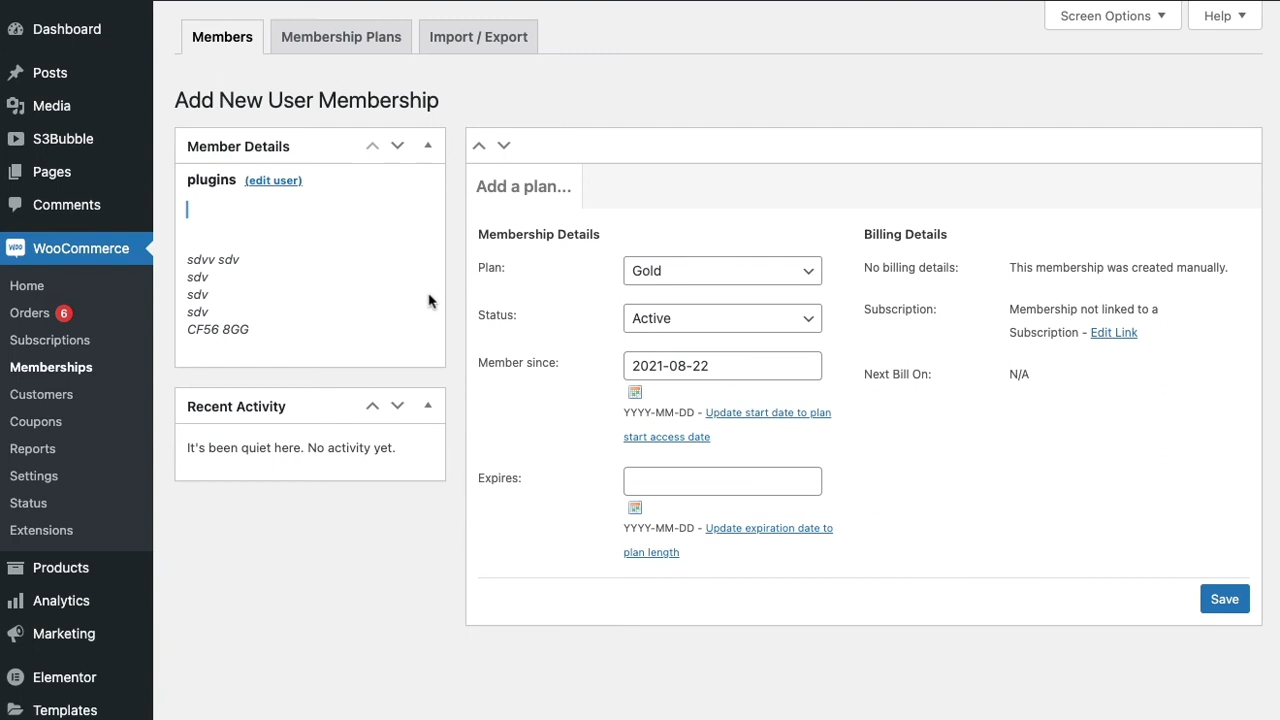 Dashboard
Posts
Media
S3Bubble
Pages
Comments
WOO WooCommerce
Home
Orders 6
Subscriptions
Memberships
Customers
Coupons
Reports
Settings
Status
Extensions
Products
Analytics
Marketing
Elementor
Templates
Members
Membership Plans
Import / Export
Screen Options
Help
Add New User Membership
Member Details
plugins (edit user)
sdvv sdv
sdv
sdv
sdv
CF56 8GG
Recent Activity
It's been quiet here. No activity yet.
Add a plan...
Membership Details
Plan: Gold
Status: Active
Member since: 2021-08-22
YYYY-MM-DD - Update start date to plan
start access date
Expires:
YYYY-MM-DD - Update expiration date to
plan length
Billing Details
No billing details: This membership was created manually.
Subscription: Membership not linked to a
Subscription - Edit Link
Next Bill On: N/A
Save